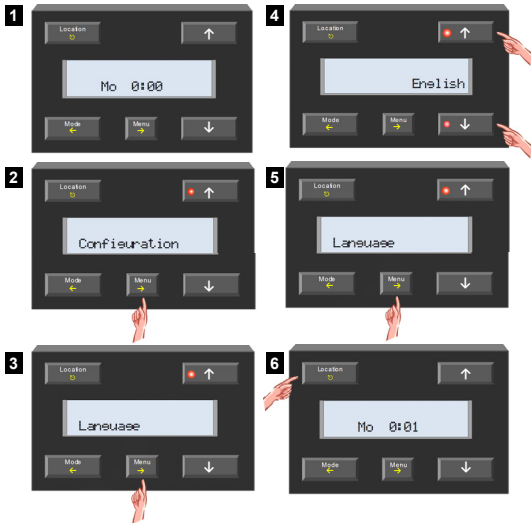 1
Location
Mo 0:00
Mode Menu
2
Location
Configuration
Mode Menu
3
Location
Language
Mode Menu
4
Location
English
Mode Menu
5
Location
Language
Mode Menu
6
Location
Mo 0:01
Mode Menu